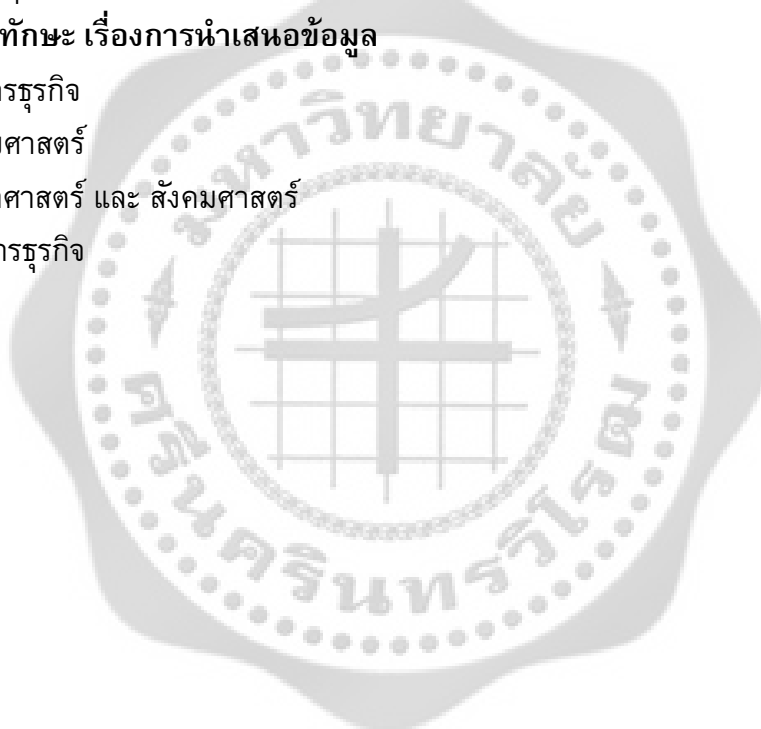 ทักษะ เรื่องการนำเสนอข้อมูล
ารธุรกิจ
มศาสตร์
ศาสตร์ และ สังคมศาสตร์
ารธุรกิจ
มหาวิทยาลัย
ศรีนครินทรวิโรฒ